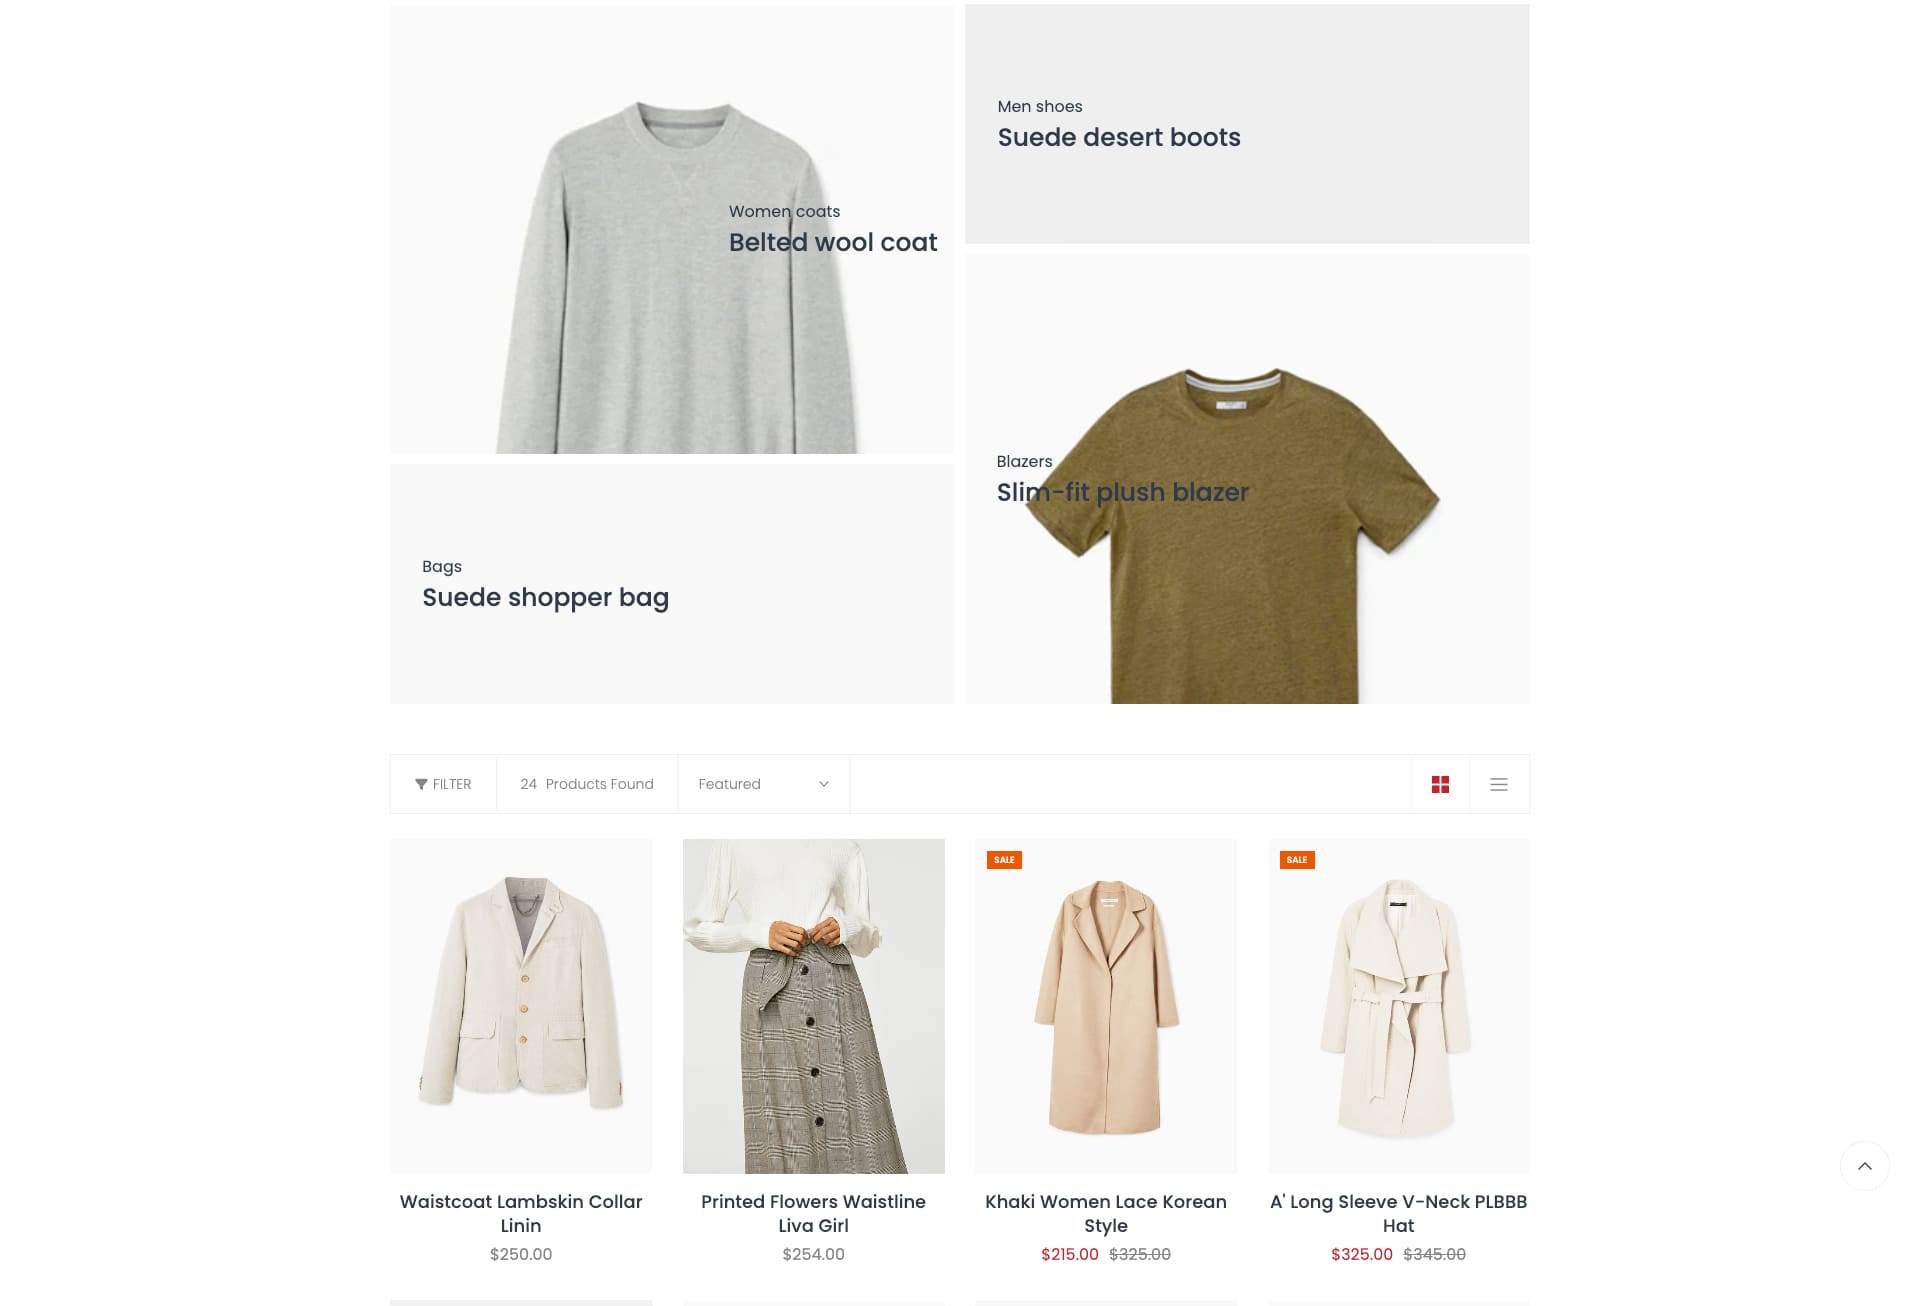 Women coats
Belted wool coat
Men shoes
Suede desert boots
Bags
Suede shopper bag
Blazers
Slim-fit plush blazer
FILTER
24 Products Found
Featured
SALE
SALE
Waistcoat Lambskin Collar
Linin
$250.00
Printed Flowers Waistline
Liva Girl
$254.00
Khaki Women Lace Korean
Style
$215.00 $325.00
A' Long Sleeve V-Neck PLBBB
Hat
$325.00 $345.00